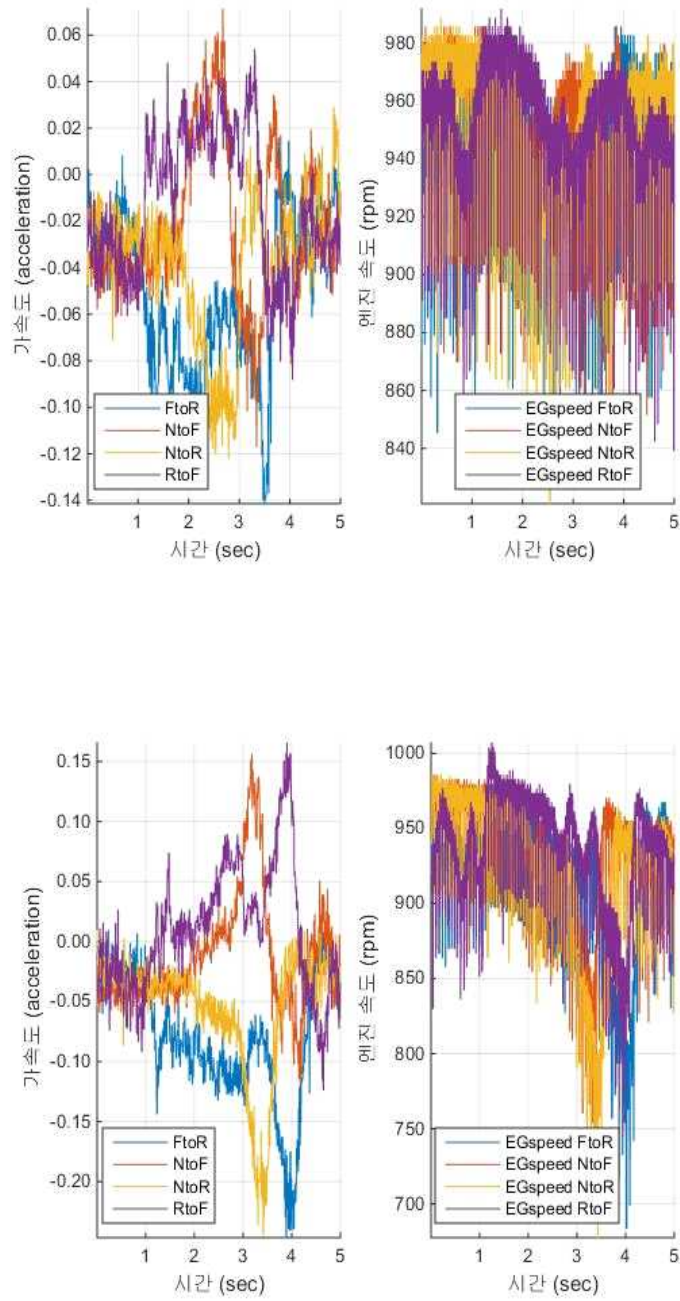 0.06
0.04
0.02
0.00
-0.02
-0.04
-0.06
-0.08
-0.10
-0.12
-0.14
가속도 (acceleration)
FtoR
NtoF
NtoR
RtoF
1 2 3 4 5
시간 (sec)
980
960
940
920
900
880
860
840
엔진 속도 (rpm)
EGspeed FtoR
EGspeed NtoF
EGspeed NtoR
EGspeed RtoF
1 2 3 4 5
시간 (sec)
0.15
0.10
0.05
0.00
-0.05
-0.10
-0.15
-0.20
가속도 (acceleration)
FtoR
NtoF
NtoR
RtoF
1 2 3 4 5
시간 (sec)
1000
950
900
850
800
750
700
엔진 속도 (rpm)
EGspeed FtoR
EGspeed NtoF
EGspeed NtoR
EGspeed RtoF
1 2 3 4 5
시간 (sec)